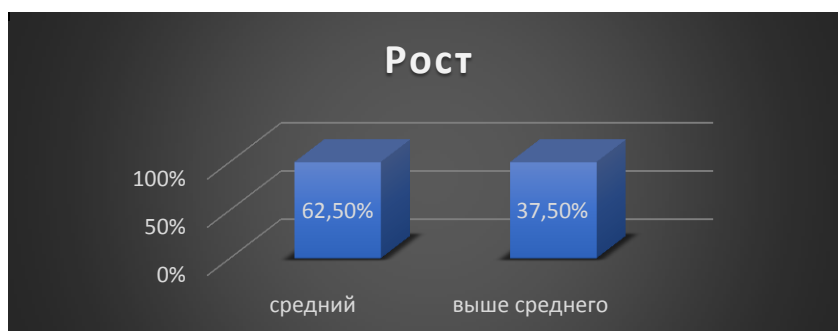 Рост
100%
50%
0%
62,50%
37,50%
средний
выше среднего